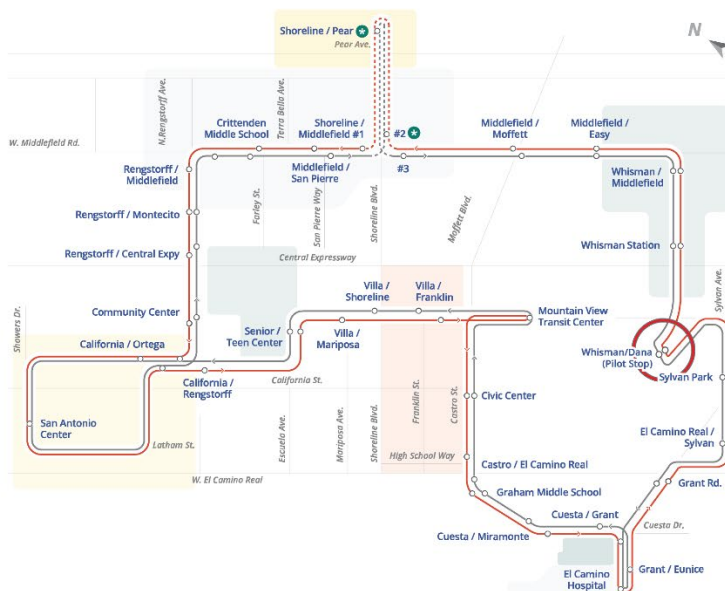 Shoreline / Pear *
Pear Ave.
N
N.Rengstorff Ave.
Terra Bella Ave.
Crittenden
Middle School
Shoreline /
Middlefield #1
#2 *
Middlefield /
Moffett
Middlefield /
Easy
W. Middlefield Rd.
Rengstorff /
Middlefield
Middlefield /
San Pierre
#3
Whisman /
Middlefield
Farley St.
San Pierre Way
Shoreline Blvd.
Moffett Blvd.
Rengstorff / Montecito
Rengstorff / Central Expy
Central Expressway
Whisman Station
Sylvan Ave.
Showers Dr.
Community Center
Villa /
Shoreline
Villa /
Franklin
Mountain View
Transit Center
Senior /
Teen Center
Villa /
Mariposa
California / Ortega
Whisman/Dana
(Pilot Stop)
Sylvan Park
California /
Rengstorff
California St.
San Antonio
Center
Civic Center
Escuela Ave.
Mariposa Ave.
Shoreline Blvd.
Franklin St.
Castro St.
Latham St.
High School Way
El Camino Real /
Sylvan
W. El Camino Real
Castro / El Camino Real
Grant Rd.
Graham Middle School
Cuesta / Grant
Cuesta Dr.
Cuesta / Miramonte
El Camino
Hospital
Grant / Eunice